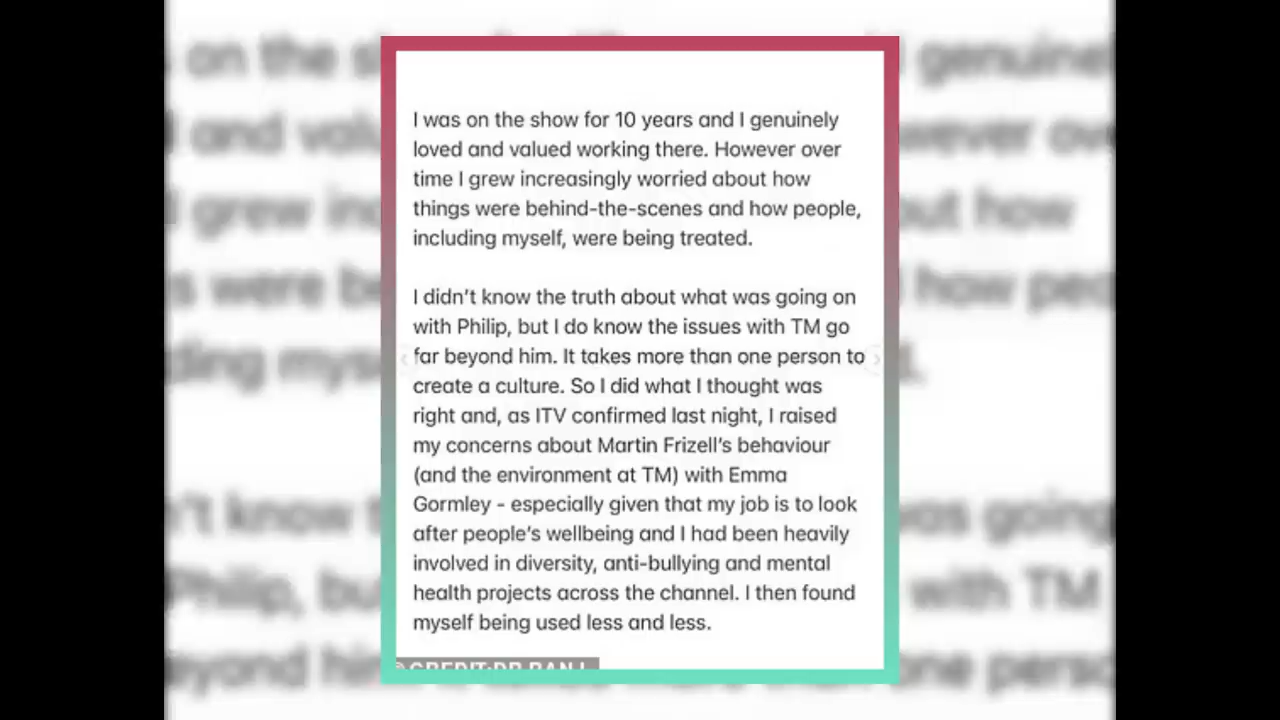 I was on the show for 10 years and I genuinely
loved and valued working there. However over
time I grew increasingly worried about how
things were behind-the-scenes and how people,
including myself, were being treated.
I didn't know the truth about what was going on
with Philip, but I do know the issues with TM go
far beyond him. It takes more than one person to
create a culture. So I did what I thought was
right and, as ITV confirmed last night, I raised
my concerns about Martin Frizell's behaviour
(and the environment at TM) with Emma
Gormley - especially given that my job is to look
after people's wellbeing and I had been heavily
involved in diversity, anti-bullying and mental
health projects across the channel. I then found
myself being used less and less.
CREDIT:DR RANJ